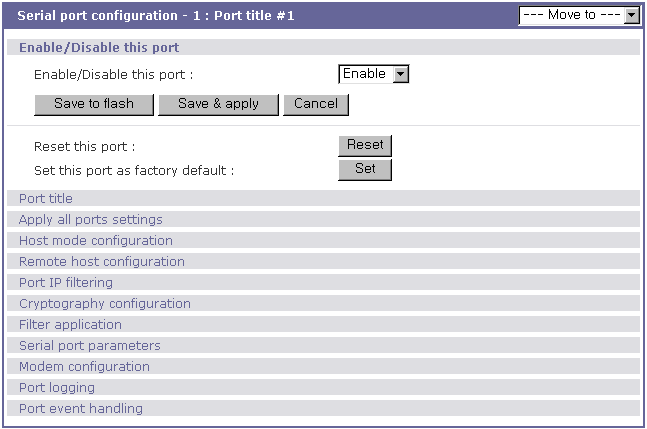 Serial port configuration - 1 : Port title #1 --- Move to ---
Enable/Disable this port
Enable/Disable this port : Enable
Save to flash Save & apply Cancel
Reset this port : Reset
Set this port as factory default : Set
Port title
Apply all ports settings
Host mode configuration
Remote host configuration
Port IP filtering
Cryptography configuration
Filter application
Serial port parameters
Modem configuration
Port logging
Port event handling